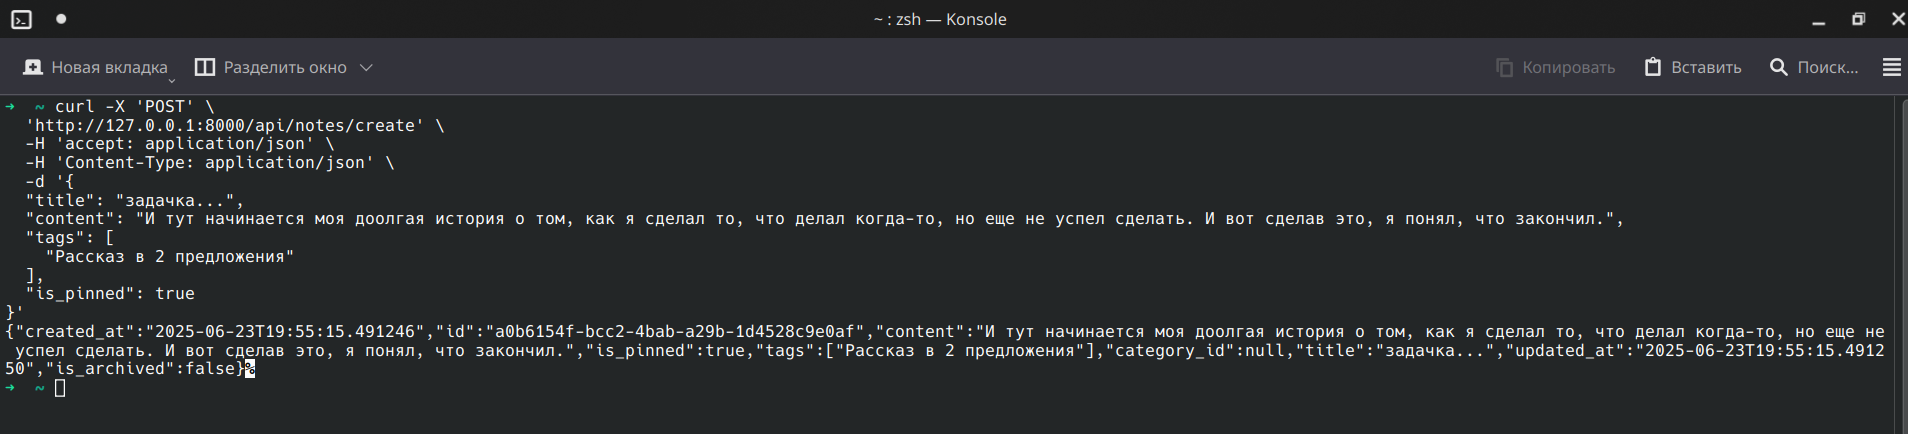 ~ : zsh — Konsole
Новая вкладка Разделить окно Копировать Вставить Поиск...
➜ ~ curl -X 'POST' \
'http://127.0.0.1:8000/api/notes/create' \
-H 'accept: application/json' \
-H 'Content-Type: application/json' \
-d '{
"title": "задачка...",
"content": "И тут начинается моя доолгая история о том, как я сделал то, что делал когда-то, но еще не успел сделать. И вот сделав это, я понял, что закончил.",
"tags": [
"Рассказ в 2 предложения"
],
"is_pinned": true
}'
{"created_at":"2025-06-23T19:55:15.491246","id":"a0b6154f-bcc2-4bab-a29b-1d4528c9e0af","content":"И тут начинается моя доолгая история о том, как я сделал то, что делал когда-то, но еще не
успел сделать. И вот сделав это, я понял, что закончил.","is_pinned":true,"tags":["Рассказ в 2 предложения"],"category_id":null,"title":"задачка...","updated_at":"2025-06-23T19:55:15.4912
50","is_archived":false}%
➜ ~